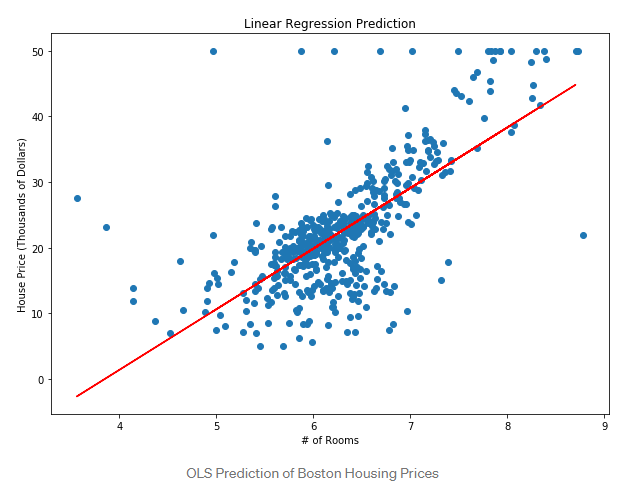 Linear Regression Prediction
House Price (Thousands of Dollars)
50
40
30
20
10
0
4 5 6 7 8 9
# of Rooms
OLS Prediction of Boston Housing Prices